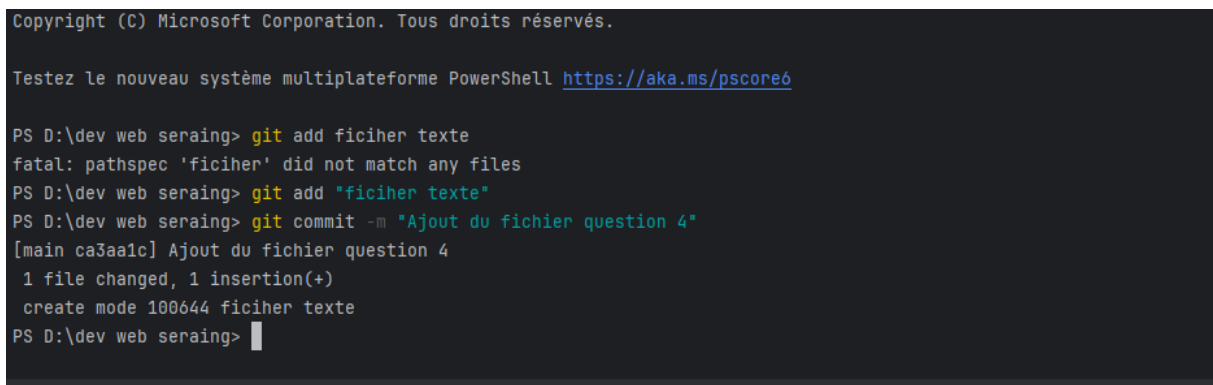 Copyright (C) Microsoft Corporation. Tous droits réservés.
Testez le nouveau système multiplateforme PowerShell https://aka.ms/pscore6
PS D:\dev web seraing> git add ficiher texte
fatal: pathspec 'ficiher' did not match any files
PS D:\dev web seraing> git add "ficiher texte"
PS D:\dev web seraing> git commit -m "Ajout du fichier question 4"
[main ca3aa1c] Ajout du fichier question 4
 1 file changed, 1 insertion(+)
 create mode 100644 ficiher texte
PS D:\dev web seraing>